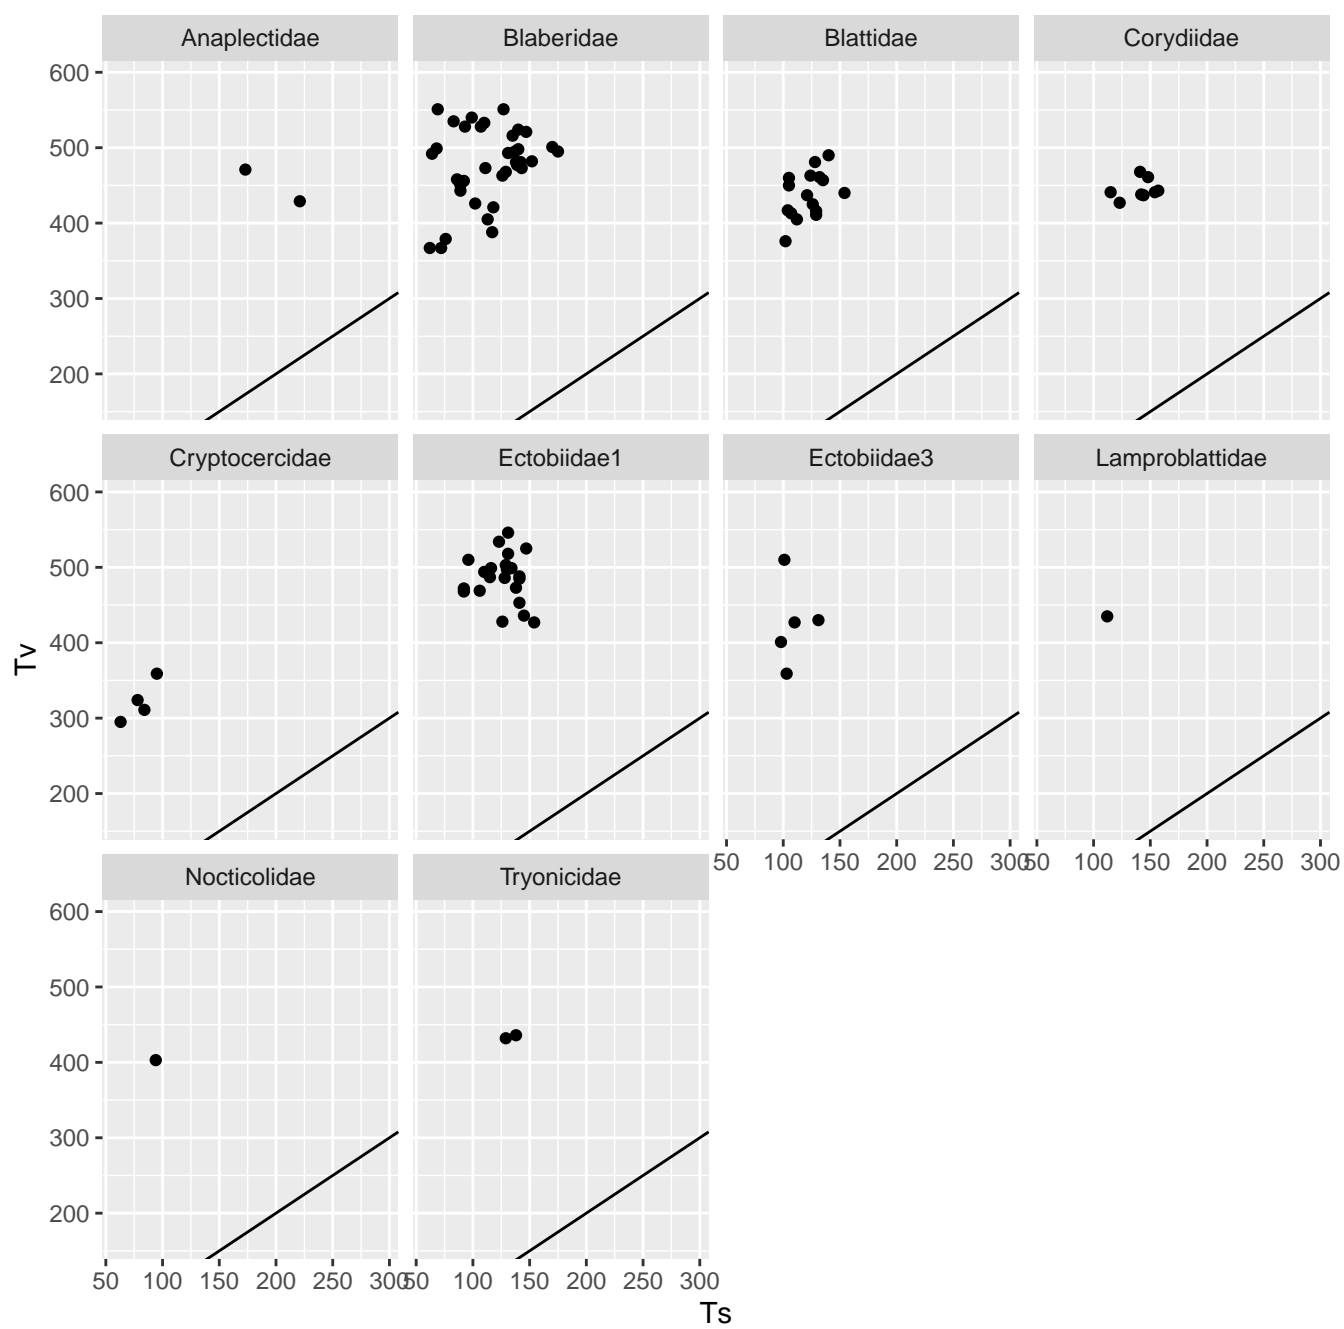 Anaplectidae Blaberidae Blattidae Corydiidae
600
500
400
300
200
Cryptocercidae Ectobiidae1 Ectobiidae3 Lamproblattidae
600
500
400
300
200
Tv
50 100 150 200 250 300 50 100 150 200 250 300
Nocticolidae Tryonicidae
600
500
400
300
200
50 100 150 200 250 300 50 100 150 200 250 300
Ts